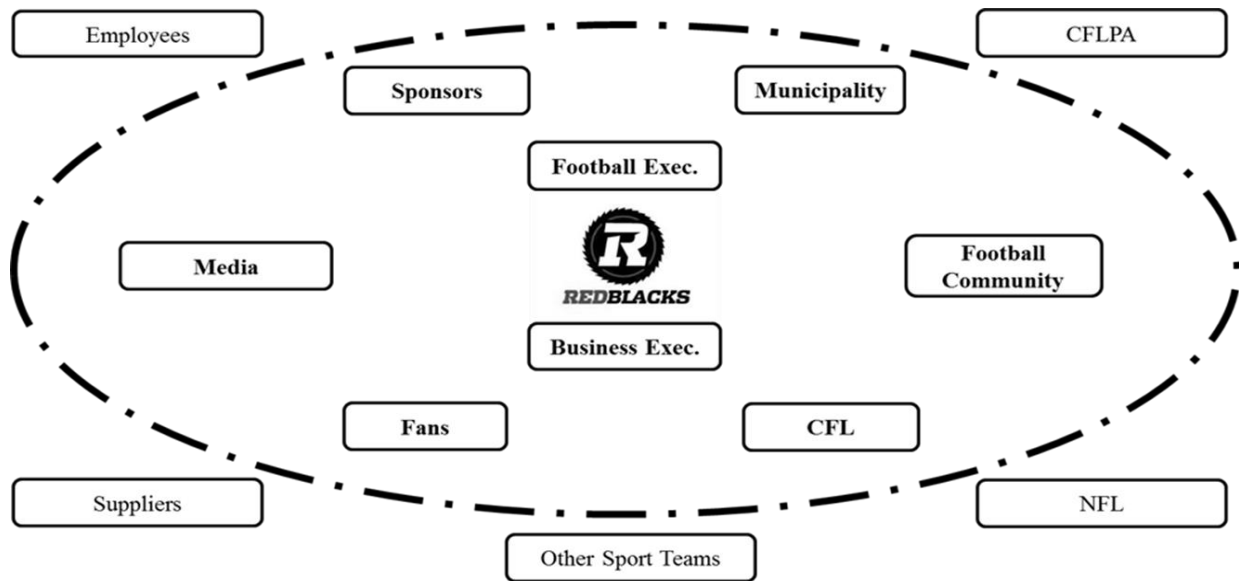 Employees
CFLPA
Sponsors
Municipality
Football Exec.
R
REDBLACKS
Media
Football
Community
Business Exec.
Fans
CFL
Suppliers
NFL
Other Sport Teams